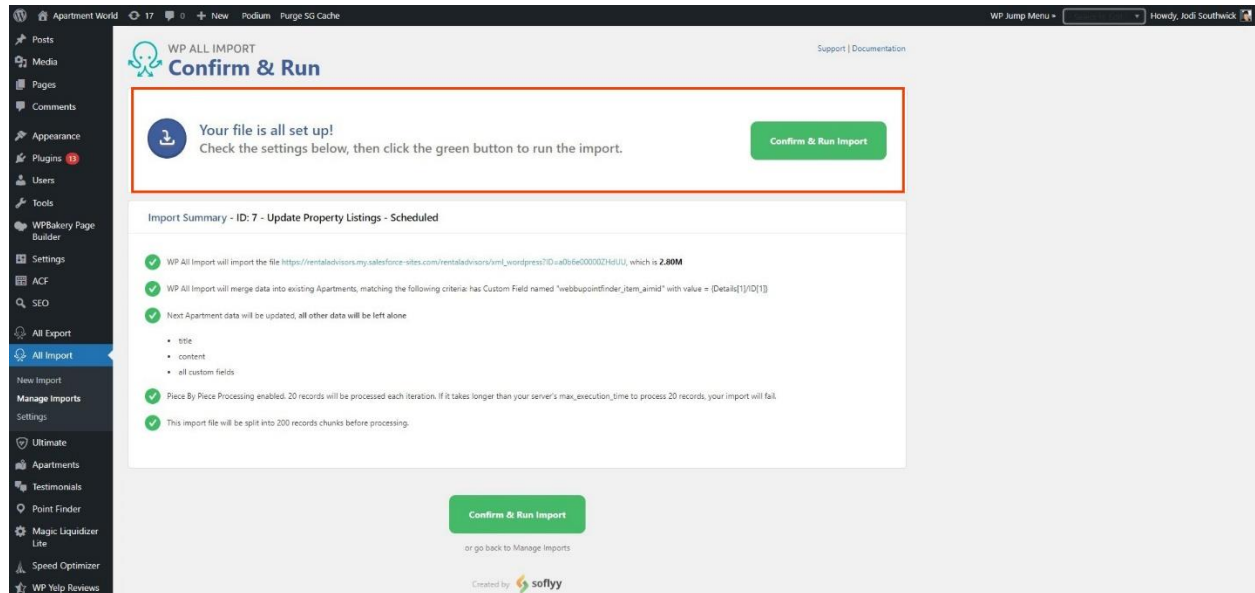 Apartment World 17 0 + New Podium Purge SG Cache WP Jump Menu » Howdy, Jodi Southwick
Posts
Media
Pages
Comments
Appearance
Plugins 13
Users
Tools
WPBakery Page
Builder
Settings
ACF
SEO
All Export
All Import
New Import
Manage Imports
Settings
Ultimate
Apartments
Testimonials
Point Finder
Magic Liquidizer
Lite
Speed Optimizer
WP Yelp Reviews
WP ALL IMPORT
Confirm & Run
Support | Documentation
Your file is all set up!
Check the settings below, then click the green button to run the import.
Confirm & Run Import
Import Summary - ID: 7 - Update Property Listings - Scheduled
WP All Import will import the file https://rentaladvisors.my.salesforce-sites.com/rentaladvisors/xml_wordpress?ID=a0b6e00000ZHdUU, which is 2.80M
WP All Import will merge data into existing Apartments, matching the following criteria: has Custom Field named "webbupointfinder_item_aimid" with value = {Details[1]/ID[1]}
Next Apartment data will be updated, all other data will be left alone
• title
• content
• all custom fields
Piece By Piece Processing enabled. 20 records will be processed each iteration. If it takes longer than your server's max_execution_time to process 20 records, your import will fail.
This import file will be split into 200 records chunks before processing.
Confirm & Run Import
or go back to Manage Imports
Created by soflyy